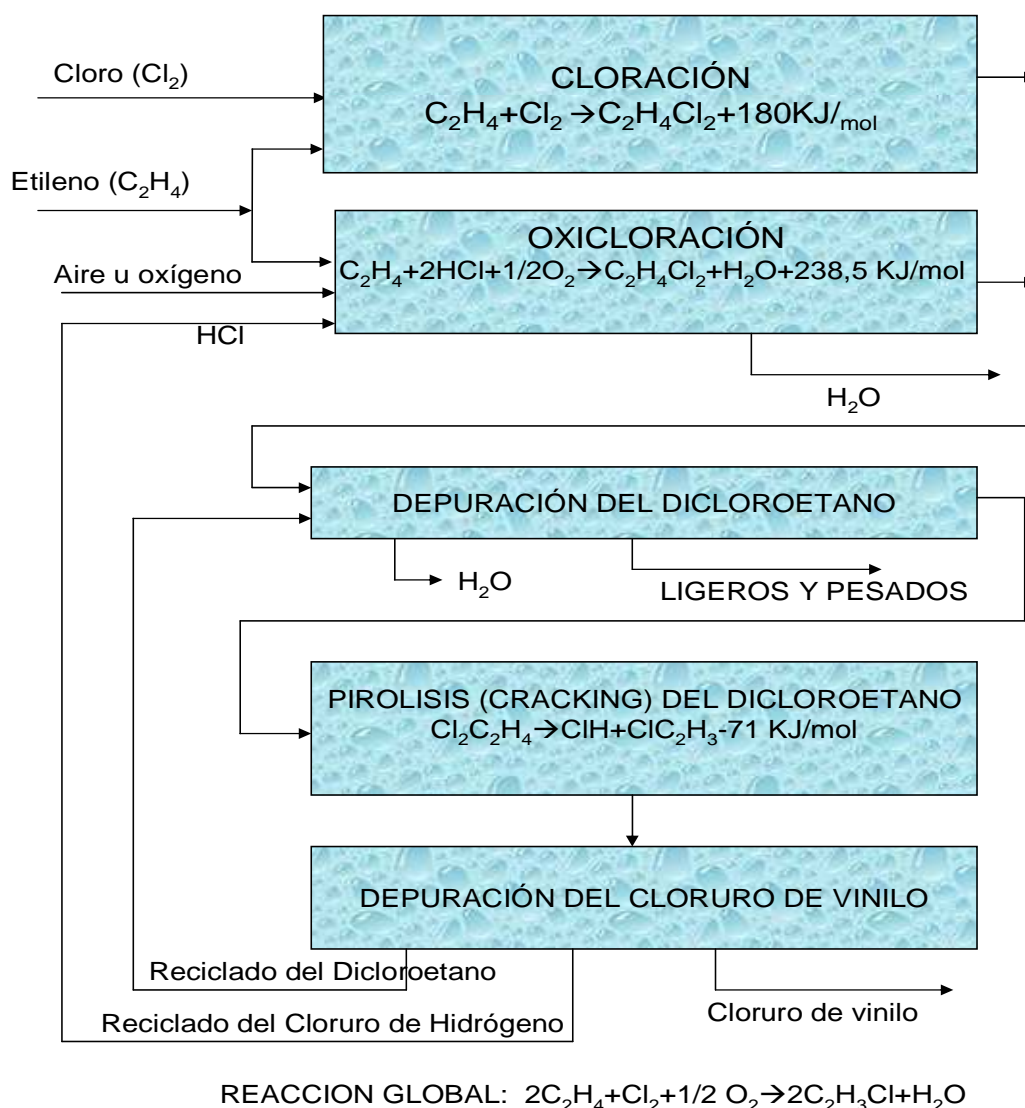 CLORACIÓN
Cloro (Cl₂)
C₂H₄+Cl₂→C₂H₄Cl₂+180KJ/mol
Etileno (C₂H₄)
OXICLORACIÓN
C₂H₄+2HCl+1/2O₂→C₂H₄Cl₂+H₂O+238,5 KJ/mol
Aire u oxígeno
HCl
H₂O
DEPURACIÓN DEL DICLOROETANO
H₂O
LIGEROS Y PESADOS
PIROLISIS (CRACKING) DEL DICLOROETANO
Cl₂C₂H₄→ClH+ClC₂H₃-71 KJ/mol
DEPURACIÓN DEL CLORURO DE VINILO
Reciclado del Dicloroetano
Reciclado del Cloruro de Hidrógeno
Cloruro de vinilo
REACCION GLOBAL: 2C₂H₄+Cl₂+1/2 O₂→2C₂H₃Cl+H₂O